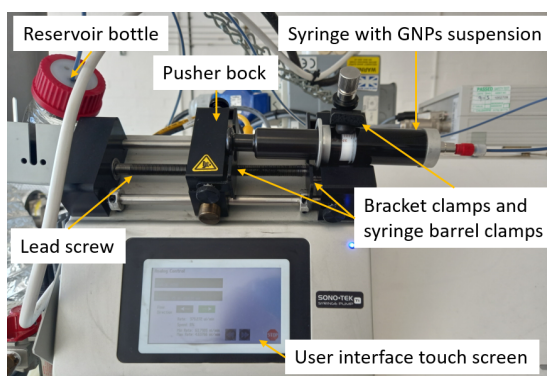 Reservoir bottle
Syringe with GNPs suspension
Pusher bock
Bracket clamps and
syringe barrel clamps
Lead screw
SONO-TEK
SYRINGE PUMP
User interface touch screen